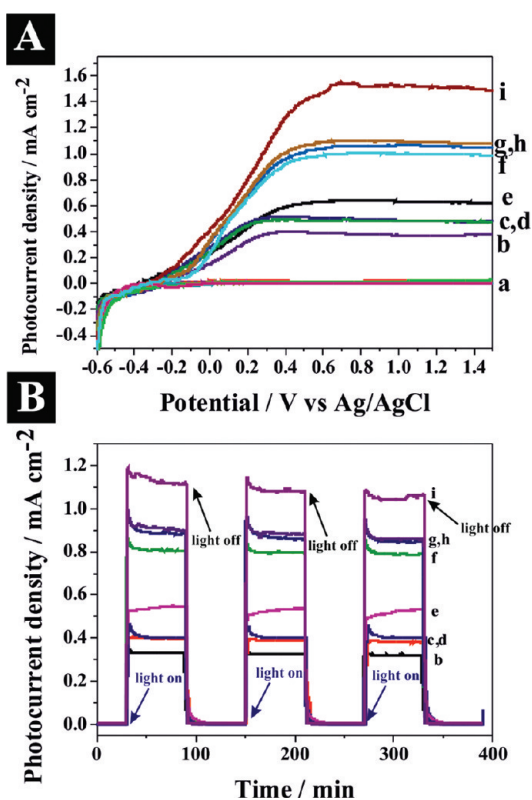 A
Photocurrent density / mA cm-2
1.6
1.4
1.2
1.0
0.8
0.6
0.4
0.2
0.0
-0.2
-0.4
i
g,h
f
e
c,d
b
a
-0.6 -0.4 -0.2 0.0 0.2 0.4 0.6 0.8 1.0 1.2 1.4
Potential / V vs Ag/AgCl
B
Photocurrent density / mA cm-2
1.2
1.0
0.8
0.6
0.4
0.2
0.0
i
light off
light off
light off
g,h
f
e
c,d
b
light on
light on
light on
0 100 200 300 400
Time / min